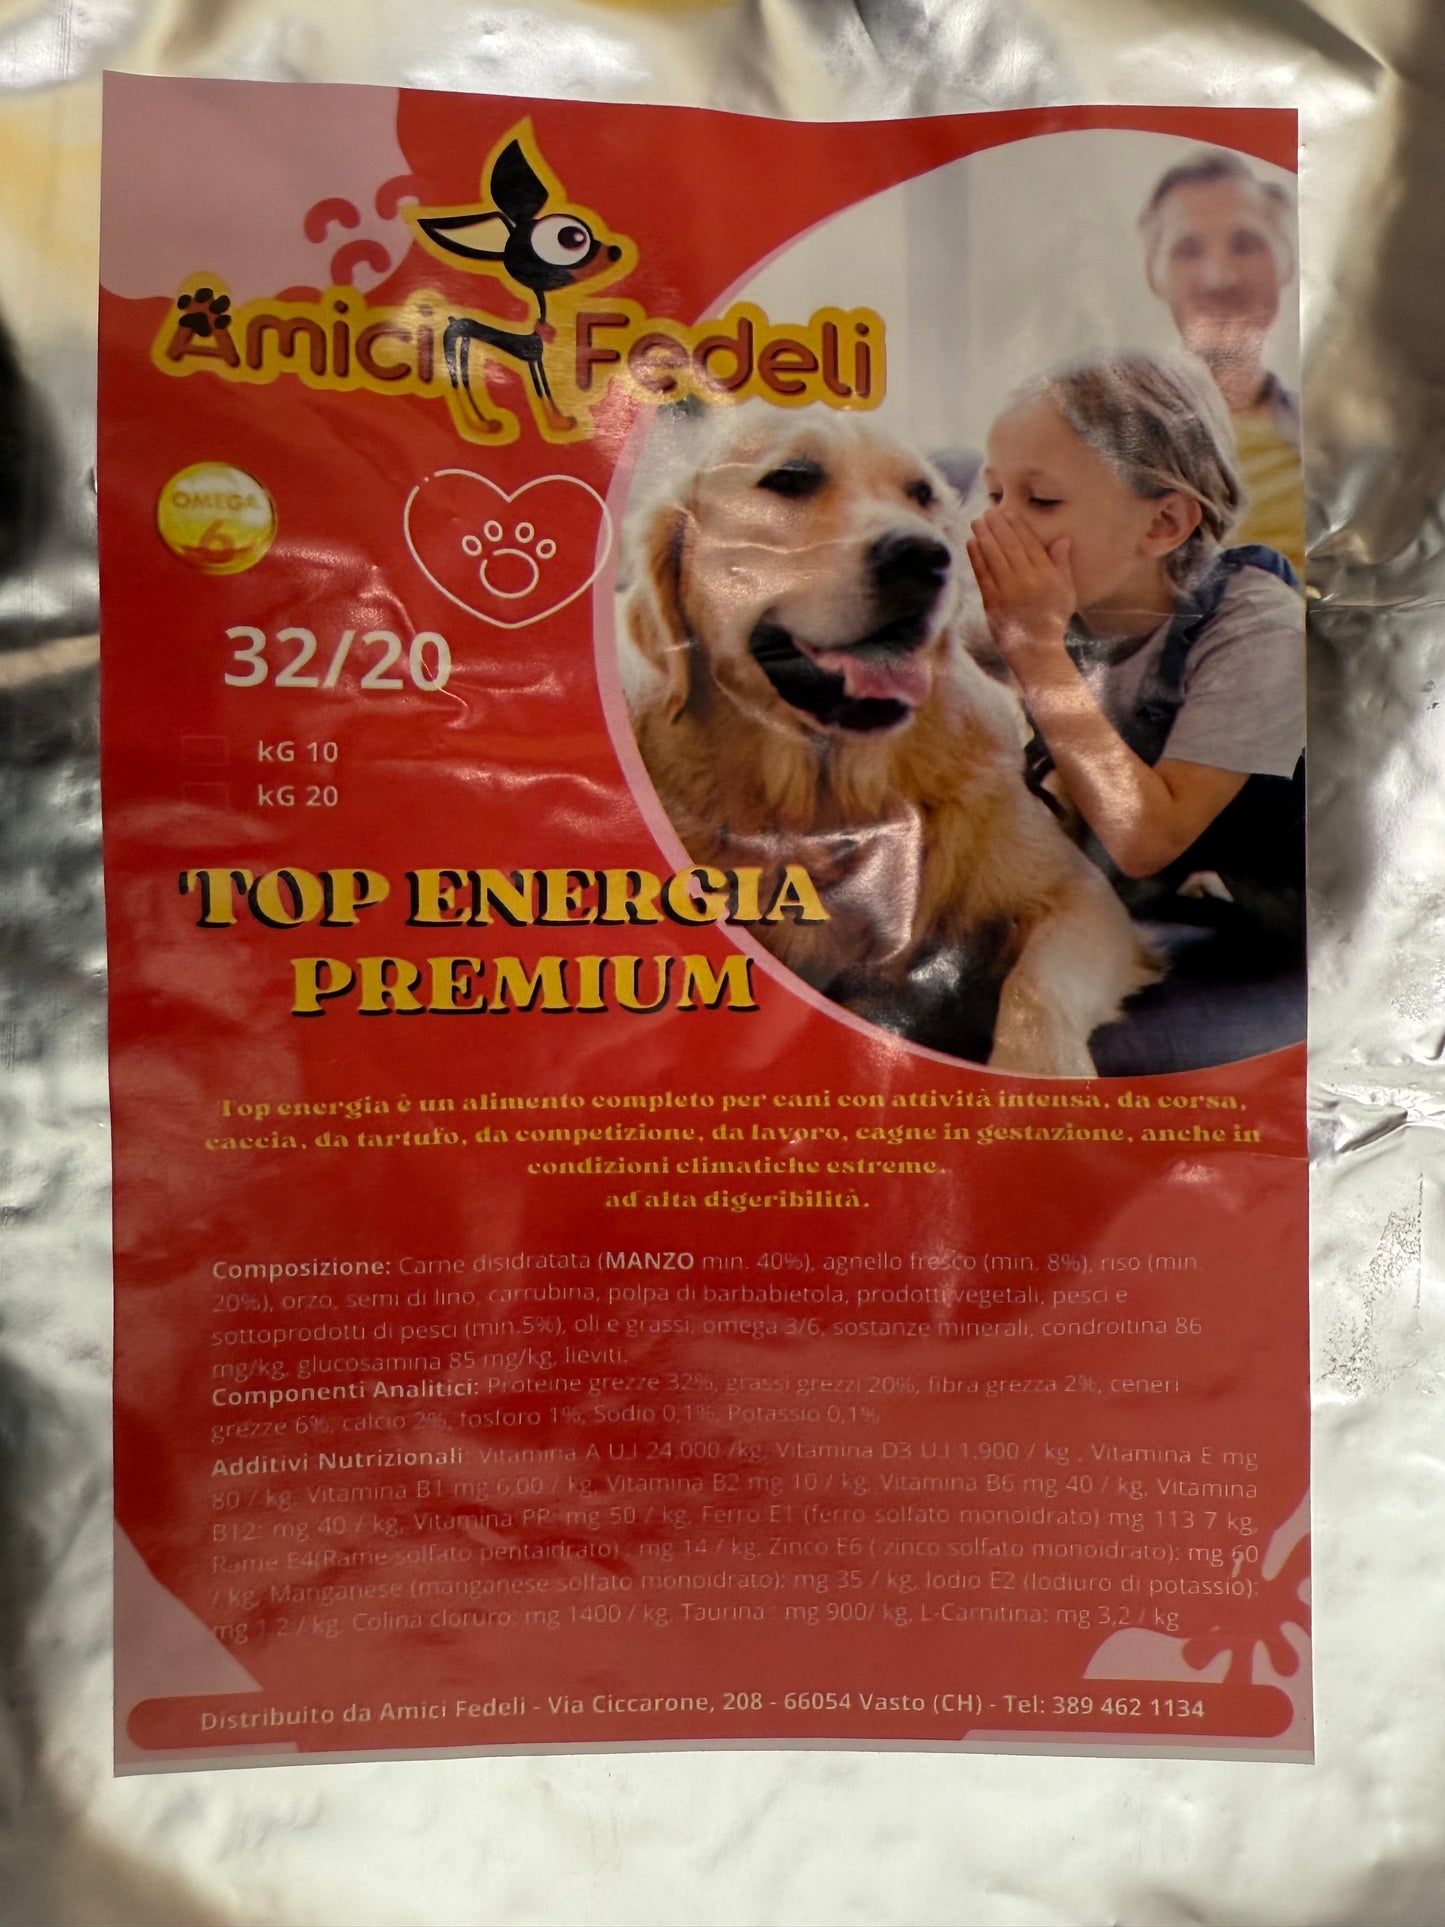 Amici Fedeli
OMEGA
6
32/20
kG 10
kG 20
TOP ENERGIA
PREMIUM
Top energia è un alimento completo per cani con attività intensa, da corsa,
caccia, da tartufo, da competizione, da lavoro, cagne in gestazione, anche in
condizioni climatiche estreme.
ad alta digeribilità.
Composizione: Carne disidratata (MANZO min. 40%), agnello fresco (min. 8%), riso (min.
20%), orzo, semi di lino, carrubina, polpa di barbabietola, prodotti vegetali, pesci e
sottoprodotti di pesci (min.5%), oli e grassi, omega 3/6, sostanze minerali, condroitina 86
mg/kg, glucosamina 85 mg/kg, lieviti.
Componenti Analitici: Proteine grezze 32%, grassi grezzi 20%, fibra grezza 2%, ceneri
grezze 6%, calcio 2%, fosforo 1%, Sodio 0,1%, Potassio 0,1%
Additivi Nutrizionali: Vitamina A U.I 24.000 /kg, Vitamina D3 U.I 1.900 / kg , Vitamina E mg
80 / kg, Vitamina B1 mg 6,00 / kg, Vitamina B2 mg 10 / kg, Vitamina B6 mg 40 / kg, Vitamina
B12: mg 40 / kg, Vitamina PP: mg 50 / kg, Ferro E1 (ferro solfato monoidrato) mg 113 7 kg,
Rame E4(Rame solfato pentaidrato) : mg 14 / kg, Zinco E6 ( zinco solfato monoidrato): mg 60
/ kg, Manganese (manganese solfato monoidrato): mg 35 / kg, Iodio E2 (Iodiuro di potassio):
mg 1,2 / kg, Colina cloruro: mg 1400 / kg, Taurina : mg 900/ kg, L-Carnitina: mg 3,2 / kg
Distribuito da Amici Fedeli - Via Ciccarone, 208 - 66054 Vasto (CH) - Tel: 389 462 1134